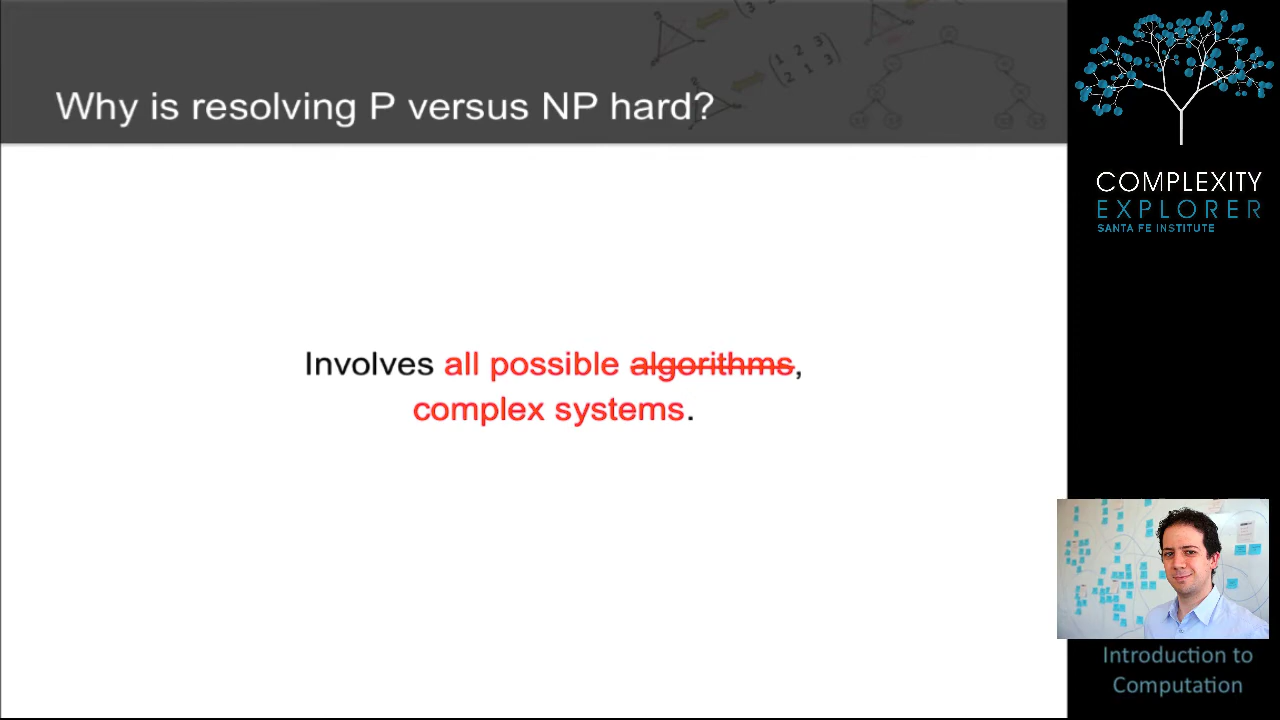 Why is resolving P versus NP hard?
Involves all possible algorithms,
complex systems.
COMPLEXITY
EXPLORER
SANTA FE INSTITUTE
Introduction to
Computation